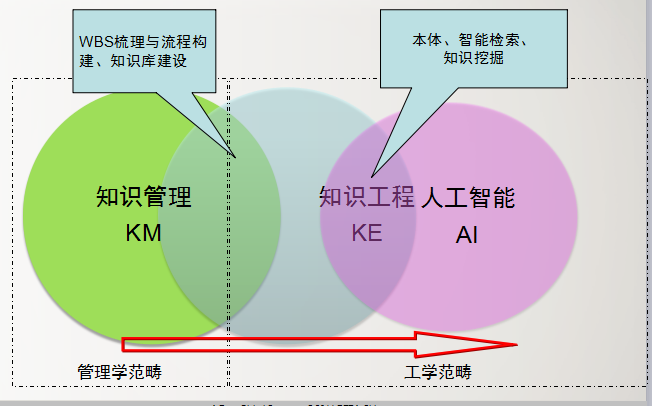 WBS梳理与流程构
建、知识库建设
本体、智能检索、
知识挖掘
知识管理
KM
知识工程
KE
人工智能
AI
管理学范畴
工学范畴